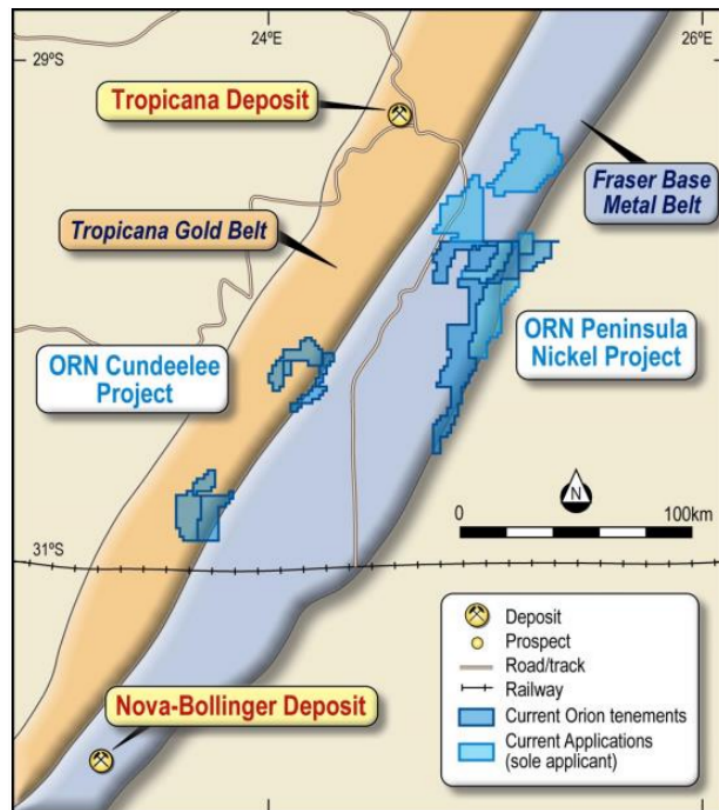 24ºE
26ºE
29ºS
Tropicana Deposit
Fraser Base
Metal Belt
Tropicana Gold Belt
ORN Peninsula
Nickel Project
ORN Cundeelee
Project
N
0
100km
31ºS
Deposit
Prospect
Road/track
Railway
Current Orion tenements
Current Applications
(sole applicant)
Nova-Bollinger Deposit